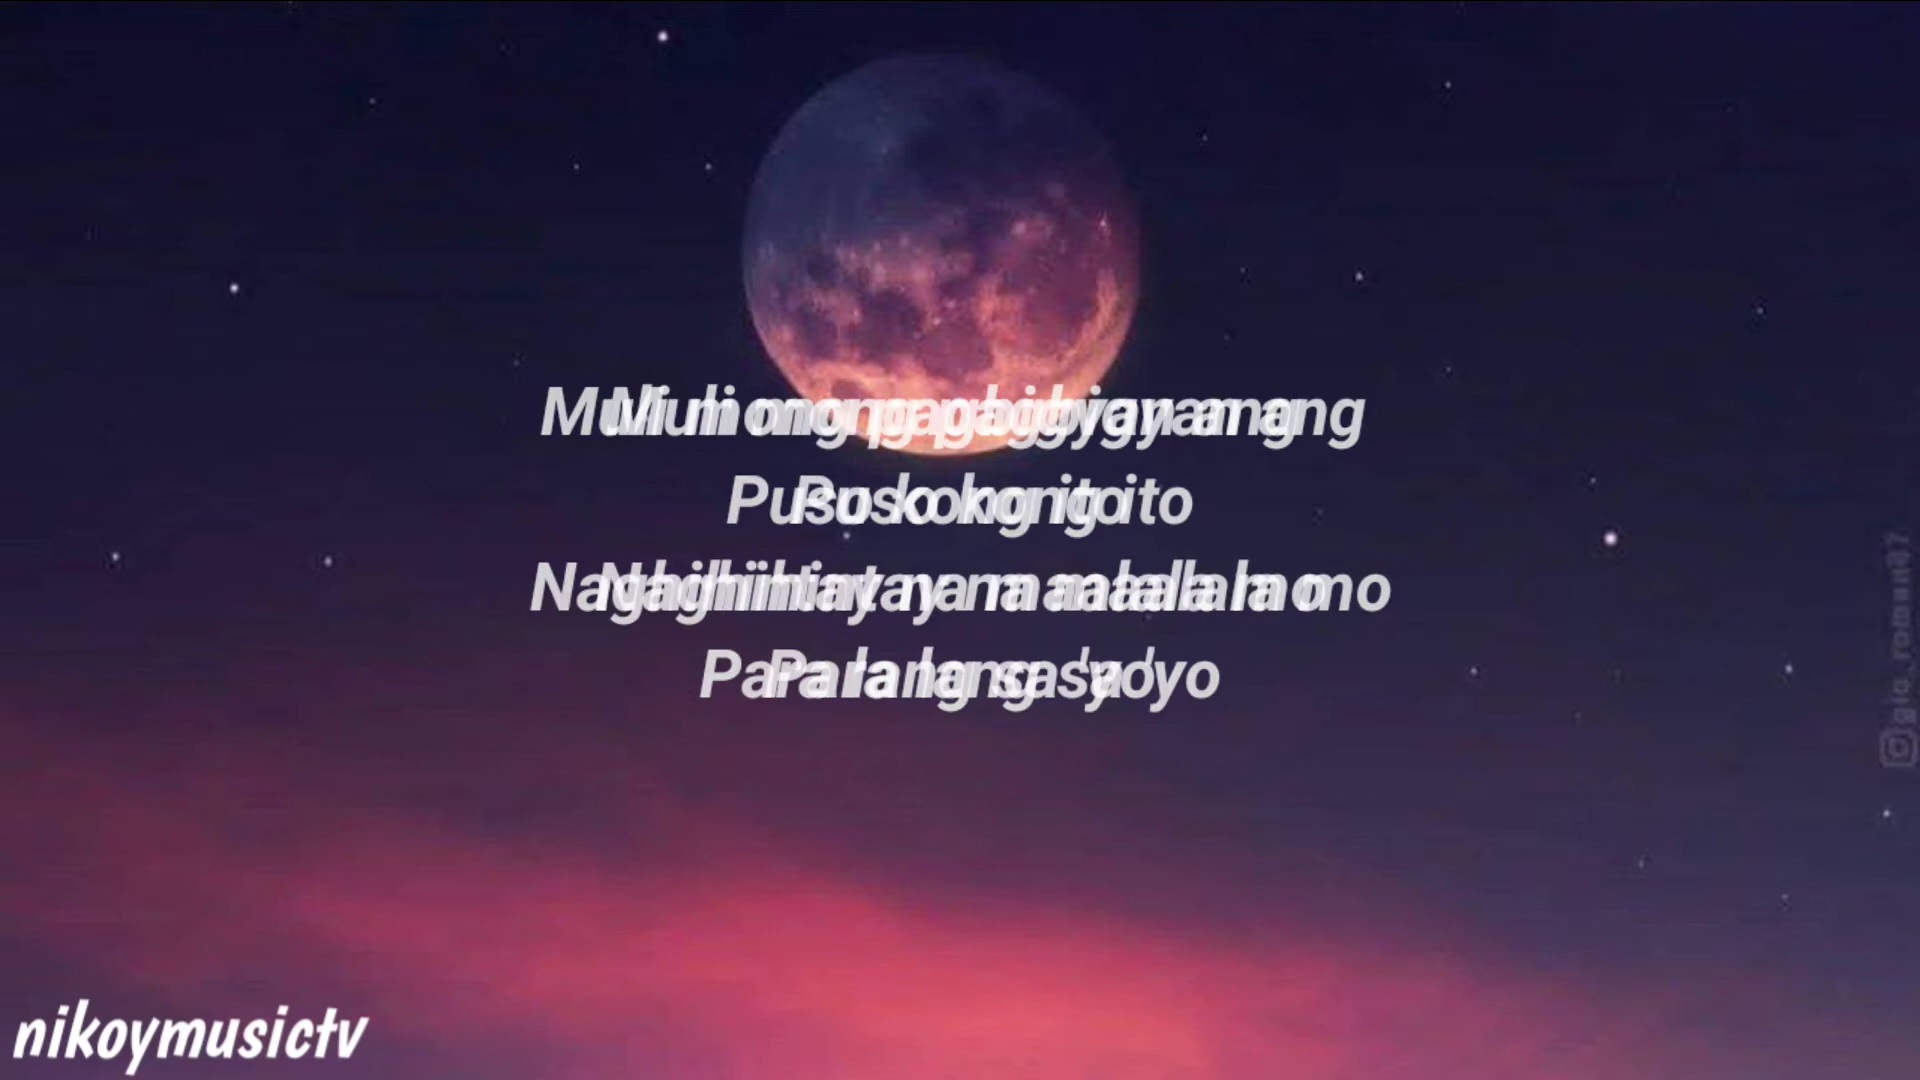 Muli mong pagbigyan ang
Puso kong ito
Naghihintay na maalala mo
Para lang sa 'yo
nikoymusictv